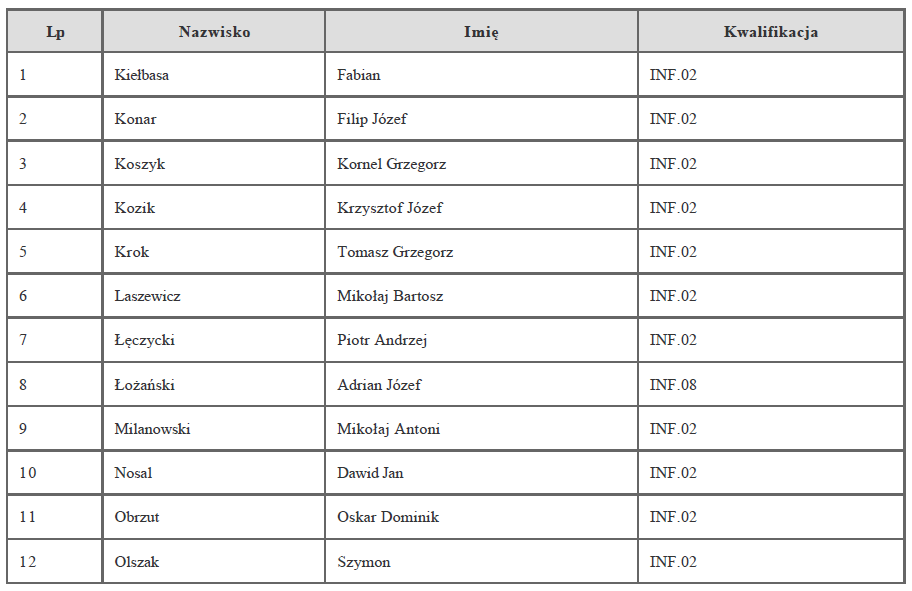 Lp Nazwisko Imię Kwalifikacja
1 Kiełbasa Fabian INF.02
2 Konar Filip Józef INF.02
3 Koszyk Kornel Grzegorz INF.02
4 Kozik Krzysztof Józef INF.02
5 Krok Tomasz Grzegorz INF.02
6 Laszewicz Mikołaj Bartosz INF.02
7 Łęczycki Piotr Andrzej INF.02
8 Łożański Adrian Józef INF.08
9 Milanowski Mikołaj Antoni INF.02
10 Nosal Dawid Jan INF.02
11 Obrzut Oskar Dominik INF.02
12 Olszak Szymon INF.02